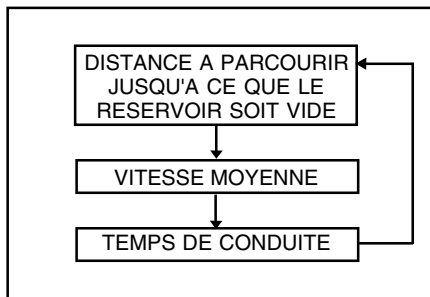 DISTANCE A PARCOURIR
JUSQU'A CE QUE LE
RESERVOIR SOIT VIDE
VITESSE MOYENNE
TEMPS DE CONDUITE